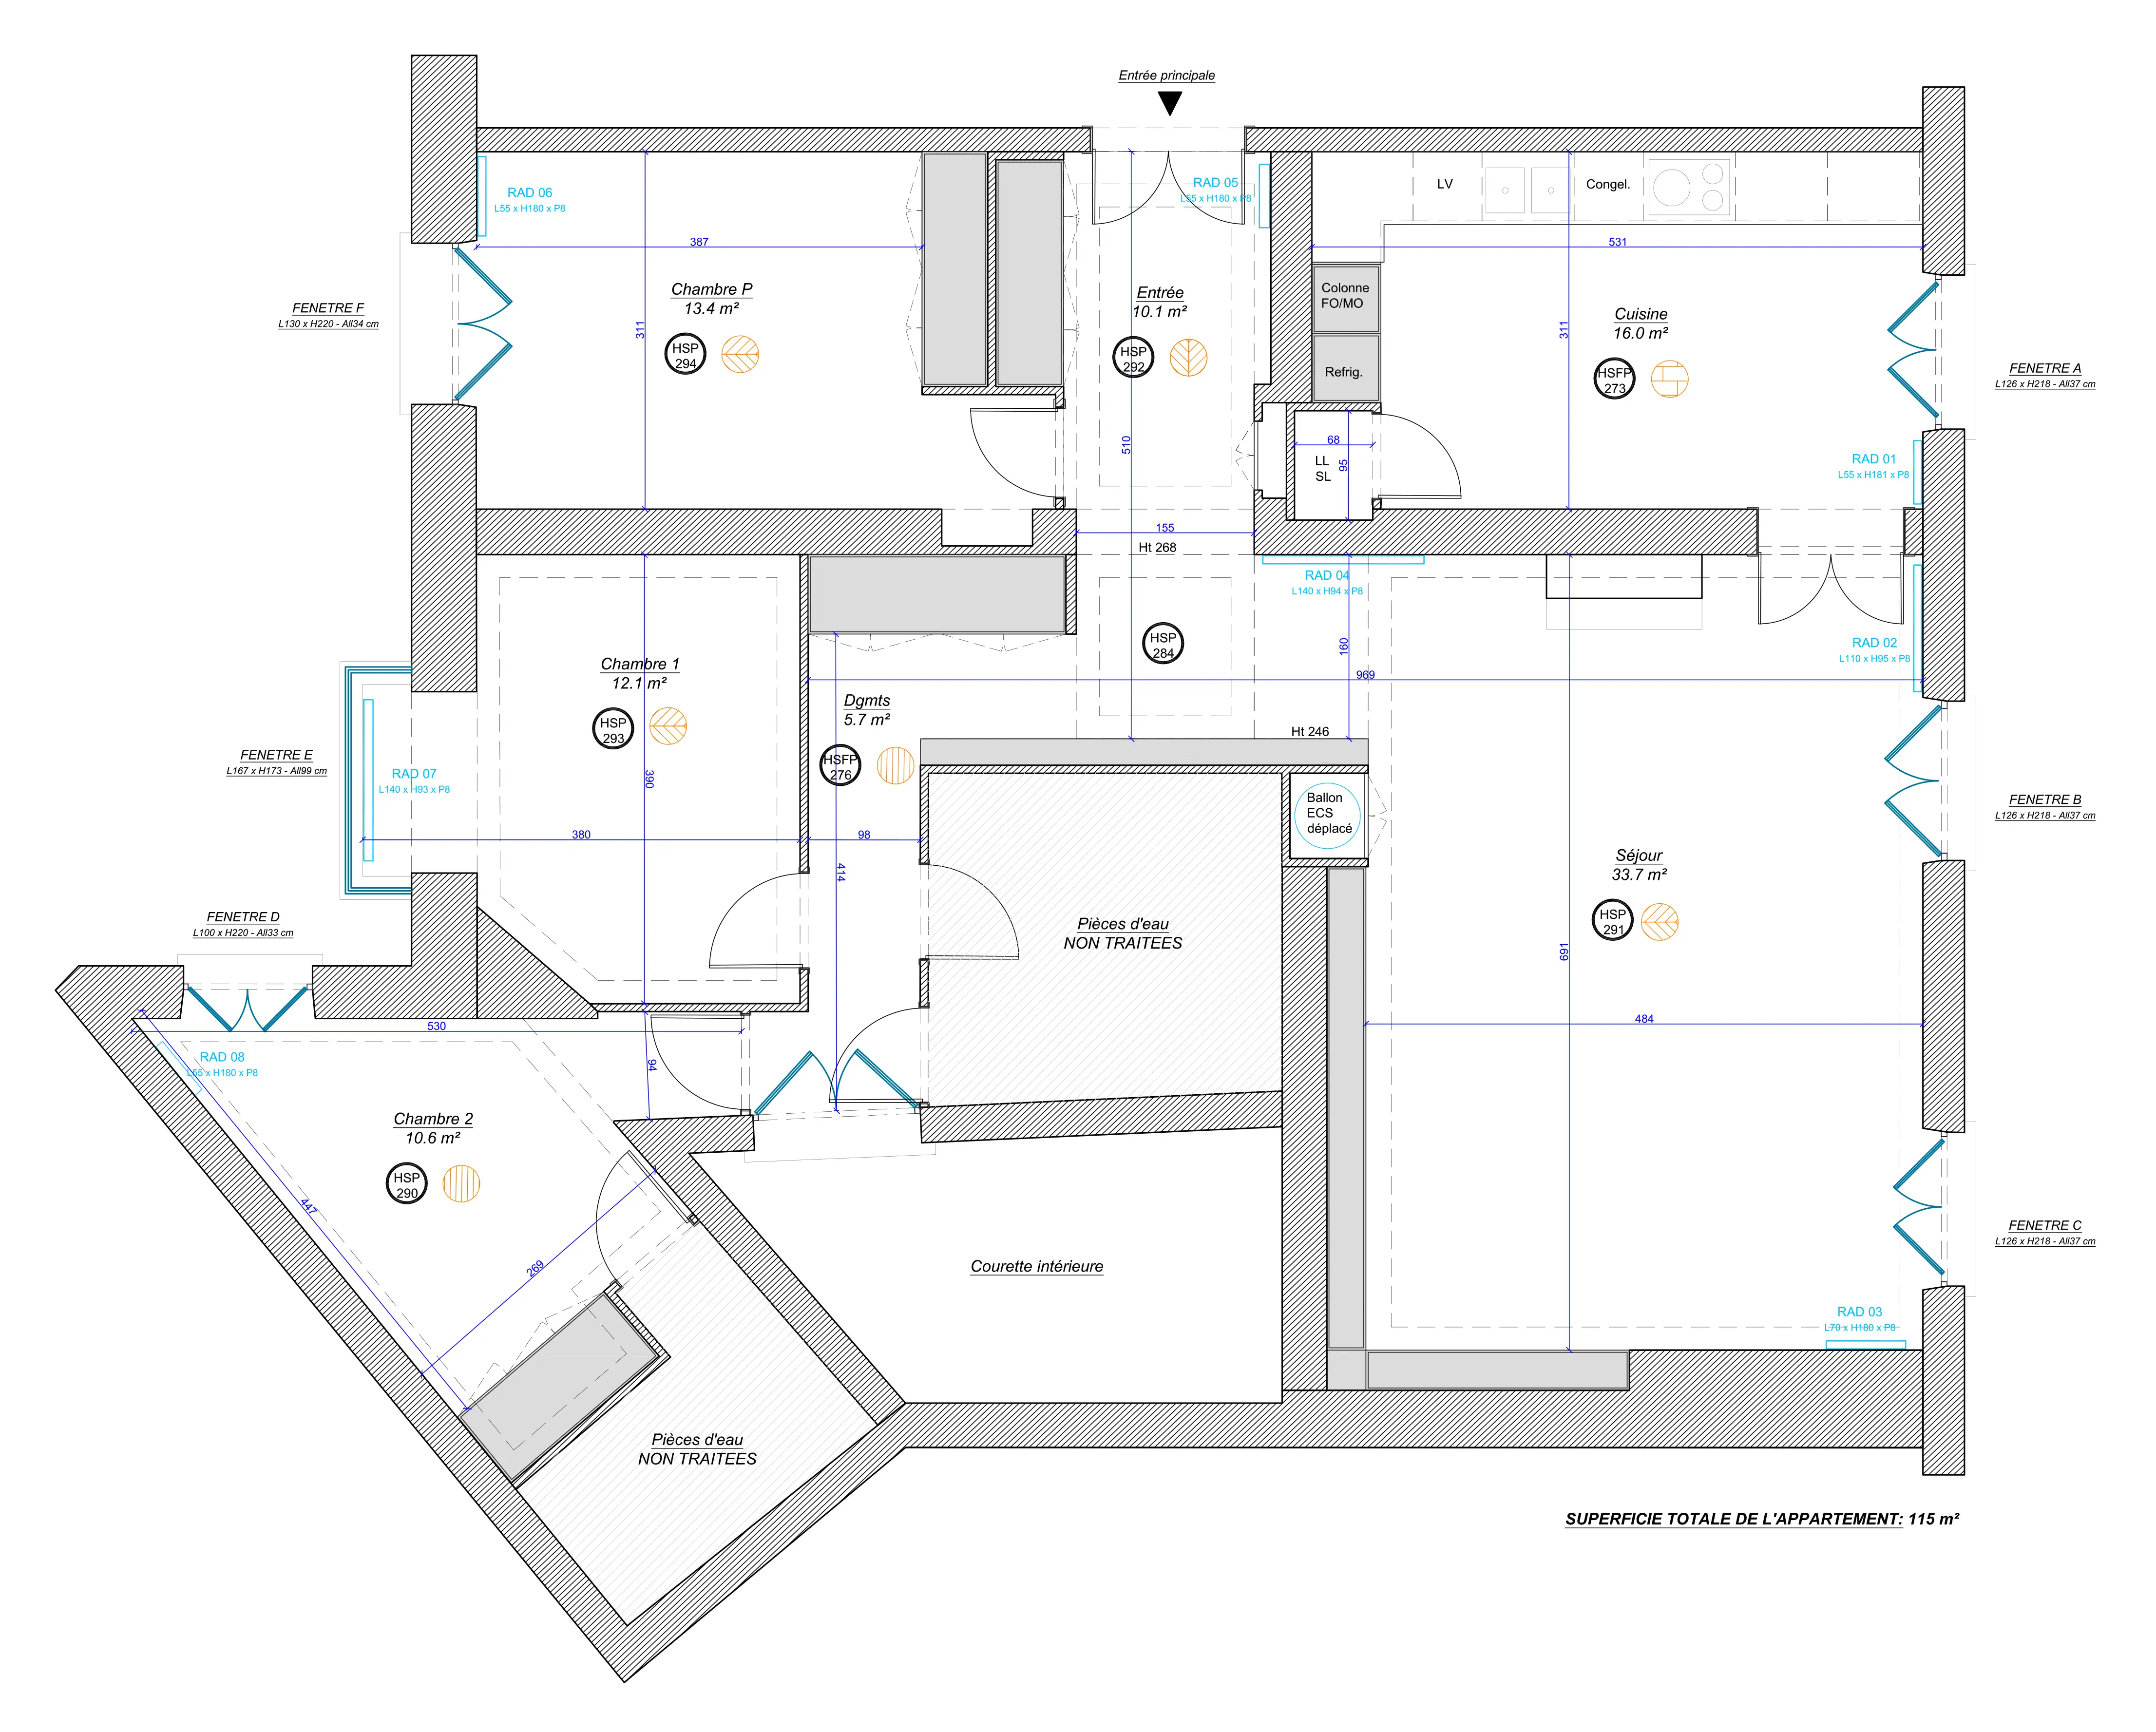 Entrée principale
RAD 06
L55 x H180 x P8
RAD 05
L55 x H180 x P8
LV
Congel.
387
531
Chambre P
13.4 m²
HSP
294
311
FENETRE F
L130 x H220 - All34 cm
Entrée
10.1 m²
HSP
292
510
Colonne
FO/MO
Refrig.
Cuisine
16.0 m²
HSFP
273
311
FENETRE A
L126 x H218 - All37 cm
68
95
LL
SL
RAD 01
L55 x H181 x P8
155
Ht 268
RAD 04
L140 x H94 x P8
160
HSP
284
RAD 02
L110 x H95 x P8
969
Chambre 1
12.1 m²
HSP
293
390
Dgmts
5.7 m²
HSFP
276
Ht 246
FENETRE E
L167 x H173 - All99 cm
RAD 07
L140 x H93 x P8
380
98
414
Ballon
ECS
déplacé
FENETRE B
L126 x H218 - All37 cm
Séjour
33.7 m²
HSP
291
691
484
Pièces d'eau
NON TRAITEES
FENETRE D
L100 x H220 - All33 cm
530
94
RAD 08
L55 x H180 x P8
Chambre 2
10.6 m²
HSP
290
447
269
Courette intérieure
FENETRE C
L126 x H218 - All37 cm
RAD 03
L70 x H180 x P8
Pièces d'eau
NON TRAITEES
SUPERFICIE TOTALE DE L'APPARTEMENT: 115 m²